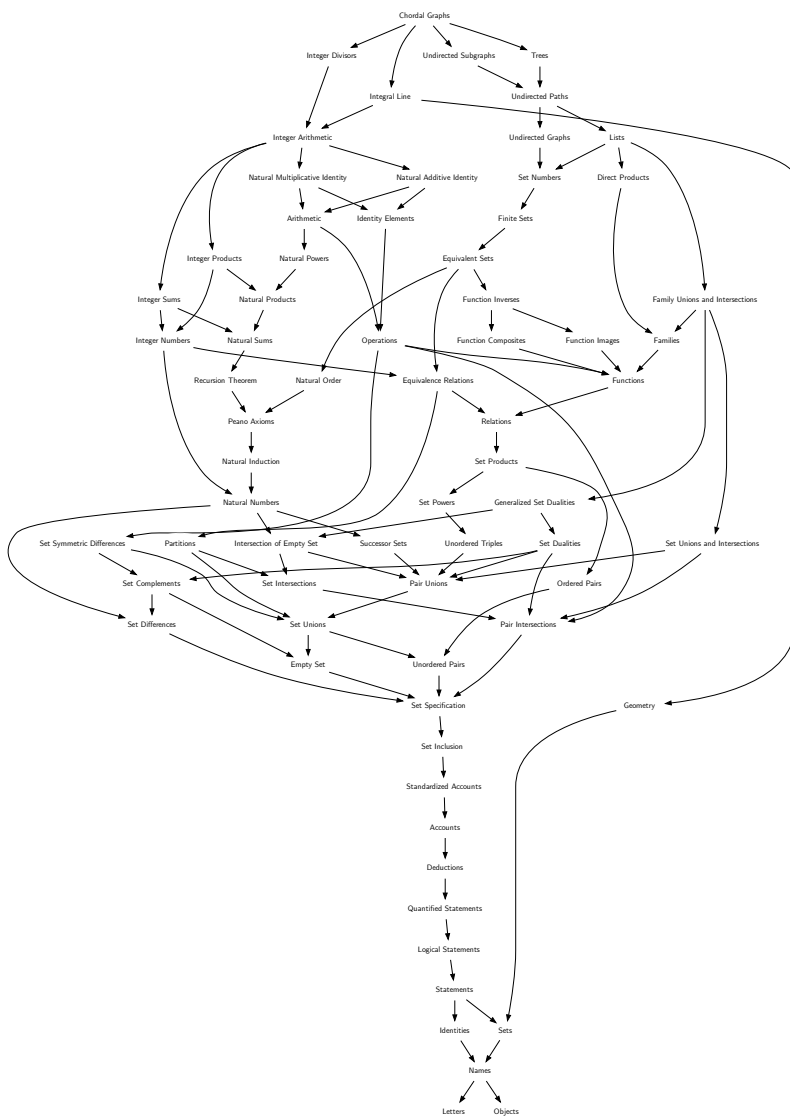 Chordal Graphs
Integer Divisors
Undirected Subgraphs
Trees
Integral Line
Undirected Paths
Integer Arithmetic
Undirected Graphs
Lists
Natural Multiplicative Identity
Natural Additive Identity
Set Numbers
Direct Products
Arithmetic
Identity Elements
Finite Sets
Integer Products
Natural Powers
Equivalent Sets
Integer Sums
Natural Products
Function Inverses
Family Unions and Intersections
Integer Numbers
Natural Sums
Operations
Function Composites
Function Images
Families
Recursion Theorem
Natural Order
Equivalence Relations
Functions
Peano Axioms
Relations
Natural Induction
Set Products
Natural Numbers
Set Powers
Generalized Set Dualities
Set Symmetric Differences
Partitions
Intersection of Empty Set
Successor Sets
Unordered Triples
Set Dualities
Set Unions and Intersections
Set Complements
Set Intersections
Pair Unions
Ordered Pairs
Set Differences
Set Unions
Pair Intersections
Empty Set
Unordered Pairs
Set Specification
Geometry
Set Inclusion
Standardized Accounts
Accounts
Deductions
Quantified Statements
Logical Statements
Statements
Identities
Sets
Names
Letters
Objects